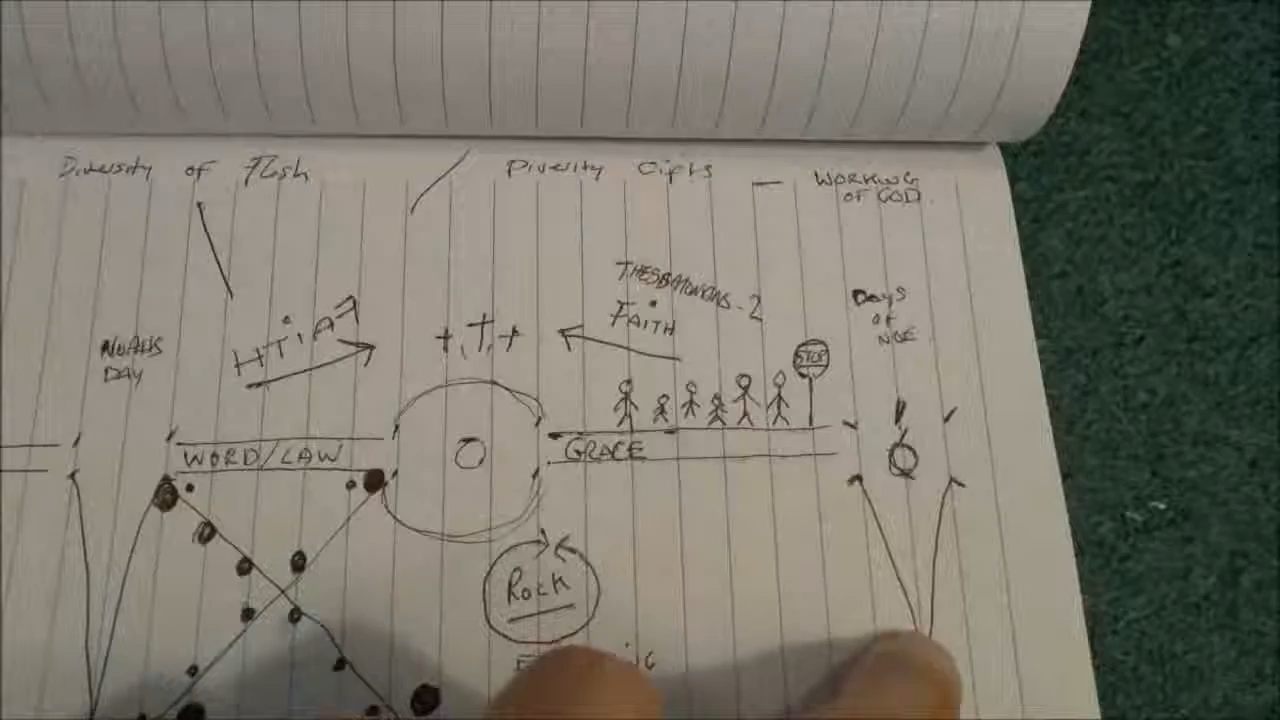 Diversity of Flesh / Diversity Gifts — WORKING
OF GOD.
THESSALONIANS-2
FAITH
HTiAF
NOAHS
DAY
+,T,+
DAYS
OF
NOE
STOP
WORD/LAW
GRACE
ROCK